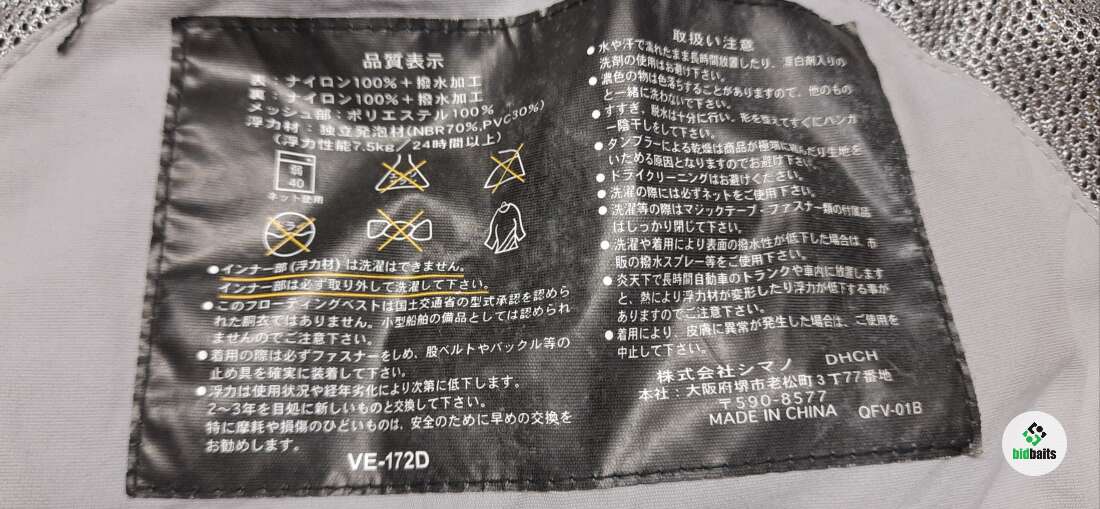 品質表示
表：ナイロン100%＋撥水加工
裏：ナイロン100%＋撥水加工
メッシュ部：ポリエステル100%
浮力材：独立発泡材(NBR70%,PVC30%)
(浮力性能7.5kg／24時間以上)
弱
40
ネット使用
エンソ
ドライ
●インナー部(浮力材)は洗濯はできません。
インナー部は必ず取り外して洗濯して下さい。
●このフローティングベストは国土交通省の型式承認を認めら
れた胴衣ではありません。小型船舶の備品としては認められ
ませんのでご注意下さい。
●着用の際は必ずファスナーをしめ、股ベルトやバックル等の
止め具を確実に装着して下さい。
●浮力は使用状況や経年劣化により次第に低下します。
2～3年を目処に新しいものと交換して下さい。
特に摩耗や損傷のひどいものは、安全のために早めの交換を
お勧めします。
VE-172D
取扱い注意
●水や汗で濡れたまま長時間放置したり、漂白剤入りの
洗剤の使用はお避け下さい。
●濃色の物は色落ちすることがありますので、他のもの
と一緒に洗わないで下さい。
●すすぎ、脱水は十分に行い、形を整えてすぐにハンガ
ー陰干しをして下さい。
●タンブラーによる乾燥は商品が極端に縮んだり生地を
いためる原因となりますのでお避け下さい。
●ドライクリーニングはお避けください。
●洗濯の際には必ずネットをご使用下さい。
●洗濯等の際はマジックテープ・ファスナー類の付属品
はしっかり閉じて下さい。
●洗濯や着用により表面の撥水性が低下した場合は、市
販の撥水スプレー等をご使用下さい。
●炎天下で長時間自動車のトランクや車内に放置します
と、熱により浮力材が変形したり浮力が低下する事が
ありますのでご注意下さい。
●着用により、皮膚に異常が発生した場合は、ご使用を
中止して下さい。
株式会社シマノ DHCH
本社：大阪府堺市老松町3丁77番地
〒590-8577
MADE IN CHINA QFV-01B
bidbaits